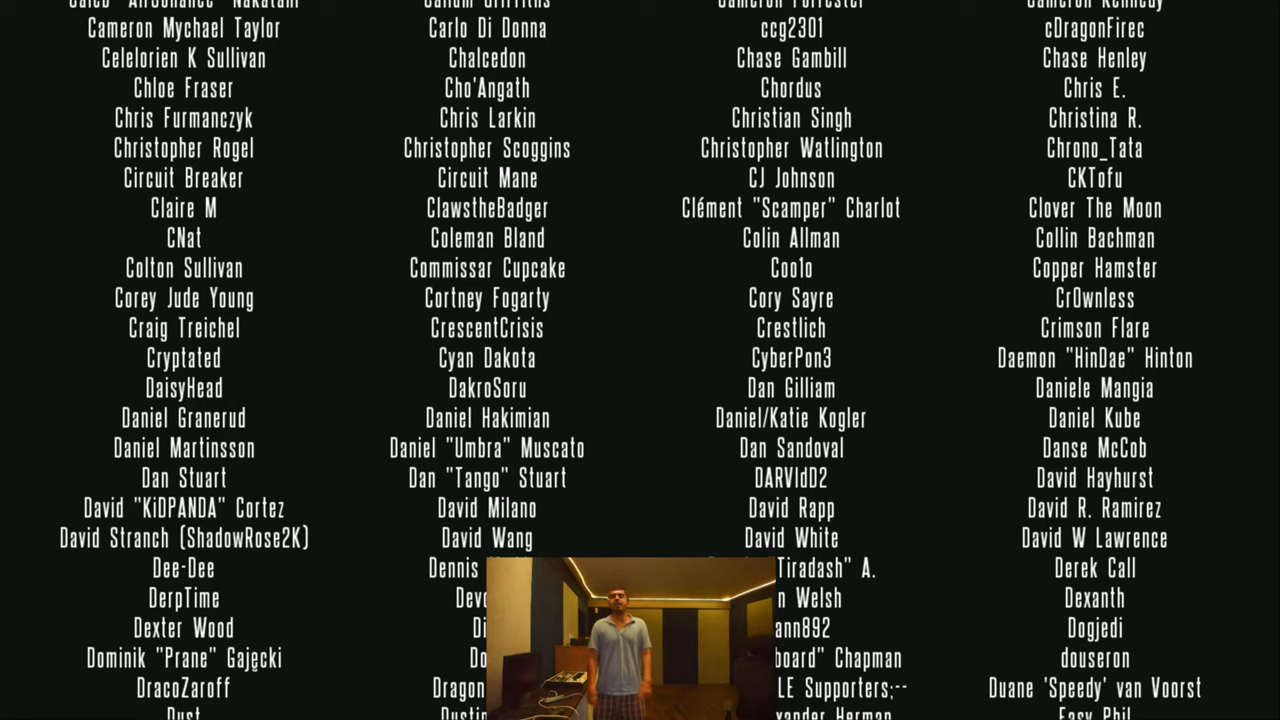 Cameron Mychael Taylor Carlo Di Donna ccg2301 cDragonFirec
Celelorien K Sullivan Chalcedon Chase Gambill Chase Henley
Chloe Fraser Cho'Angath Chordus Chris E.
Chris Furmanczyk Chris Larkin Christian Singh Christina R.
Christopher Rogel Christopher Scoggins Christopher Watlington Chrono_Tata
Circuit Breaker Circuit Mane CJ Johnson CKTofu
Claire M ClawstheBadger Clément "Scamper" Charlot Clover The Moon
CNat Coleman Bland Colin Allman Collin Bachman
Colton Sullivan Commissar Cupcake Coo1o Copper Hamster
Corey Jude Young Cortney Fogarty Cory Sayre Cr0wnless
Craig Treichel CrescentCrisis Crestlich Crimson Flare
Cryptated Cyan Dakota CyberPon3 Daemon "HinDae" Hinton
DaisyHead DakroSoru Dan Gilliam Daniele Mangia
Daniel Granerud Daniel Hakimian Daniel/Katie Kogler Daniel Kube
Daniel Martinsson Daniel "Umbra" Muscato Dan Sandoval Danse McCob
Dan Stuart Dan "Tango" Stuart DARVIdD2 David Hayhurst
David "KiDPANDA" Cortez David Milano David Rapp David R. Ramirez
David Stranch (ShadowRose2K) David Wang David White David W Lawrence
Dee-Dee Dennis Tiradash" A. Derek Call
DerpTime Welsh Dexanth
Dexter Wood ann892 Dogjedi
Dominik "Prane" Gajęcki board" Chapman douseron
DracoZaroff Dragon LE Supporters;-- Duane 'Speedy' van Voorst
Dust Herman Easy Phil